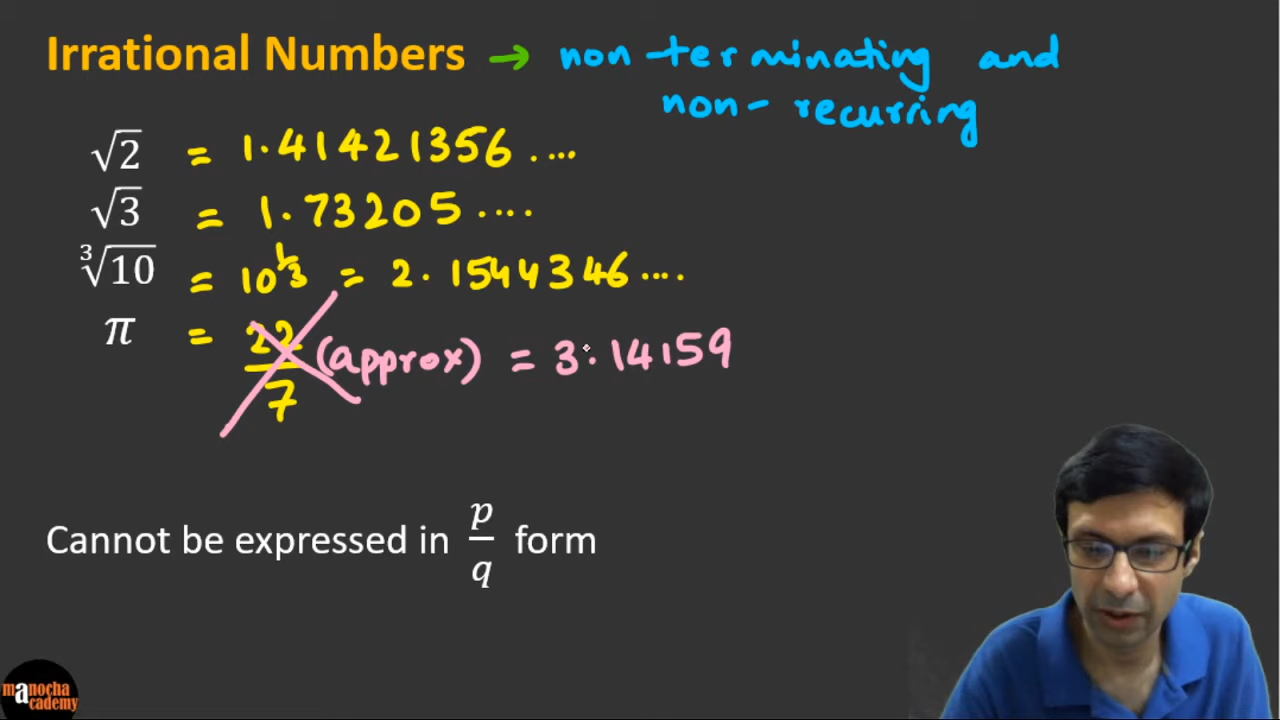 Irrational Numbers → non-terminating and
non-recurring
√2 = 1.41421356....
√3 = 1.73205....
∛10 = 10^1/3 = 2.1544346....
π = 22/7 (approx) = 3.14159
Cannot be expressed in p/q form
manocha
academy